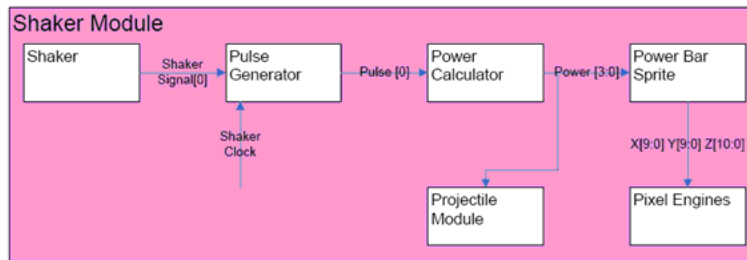 Shaker Module
Shaker
Shaker
Signal[0]
Pulse
Generator
Pulse [0]
Power
Calculator
Power [3:0]
Power Bar
Sprite
Shaker
Clock
X[9:0] Y[9:0] Z[10:0]
Projectile
Module
Pixel Engines